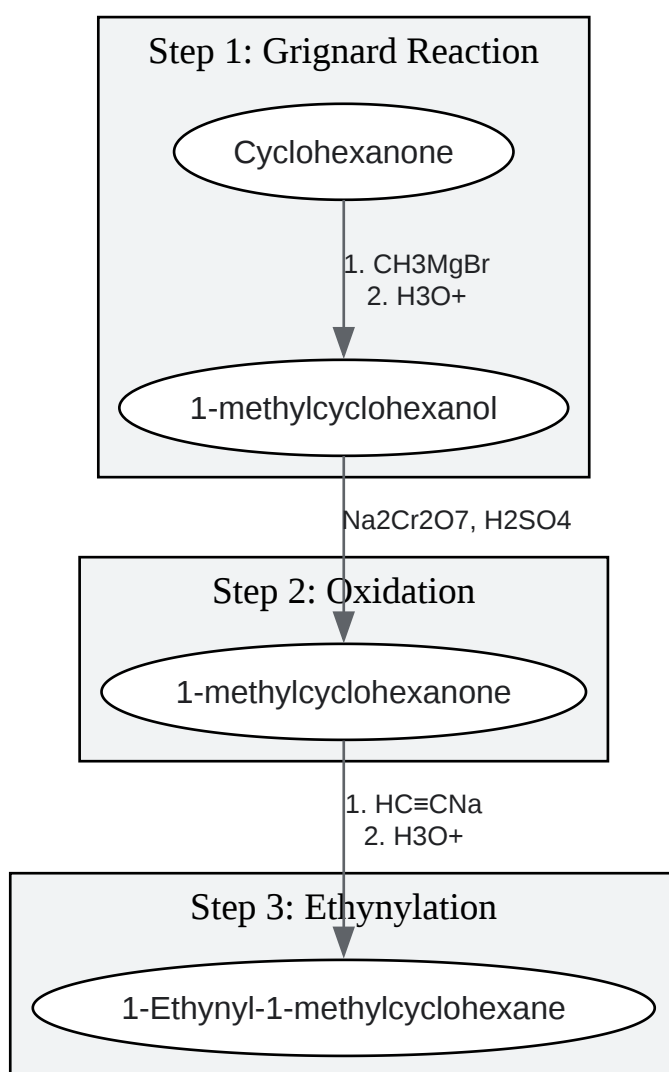 Step 1: Grignard Reaction
Cyclohexanone
1. CH3MgBr
2. H3O+
1-methylcyclohexanol
Na2Cr2O7, H2SO4
Step 2: Oxidation
1-methylcyclohexanone
1. HC≡CNa
2. H3O+
Step 3: Ethynylation
1-Ethynyl-1-methylcyclohexane